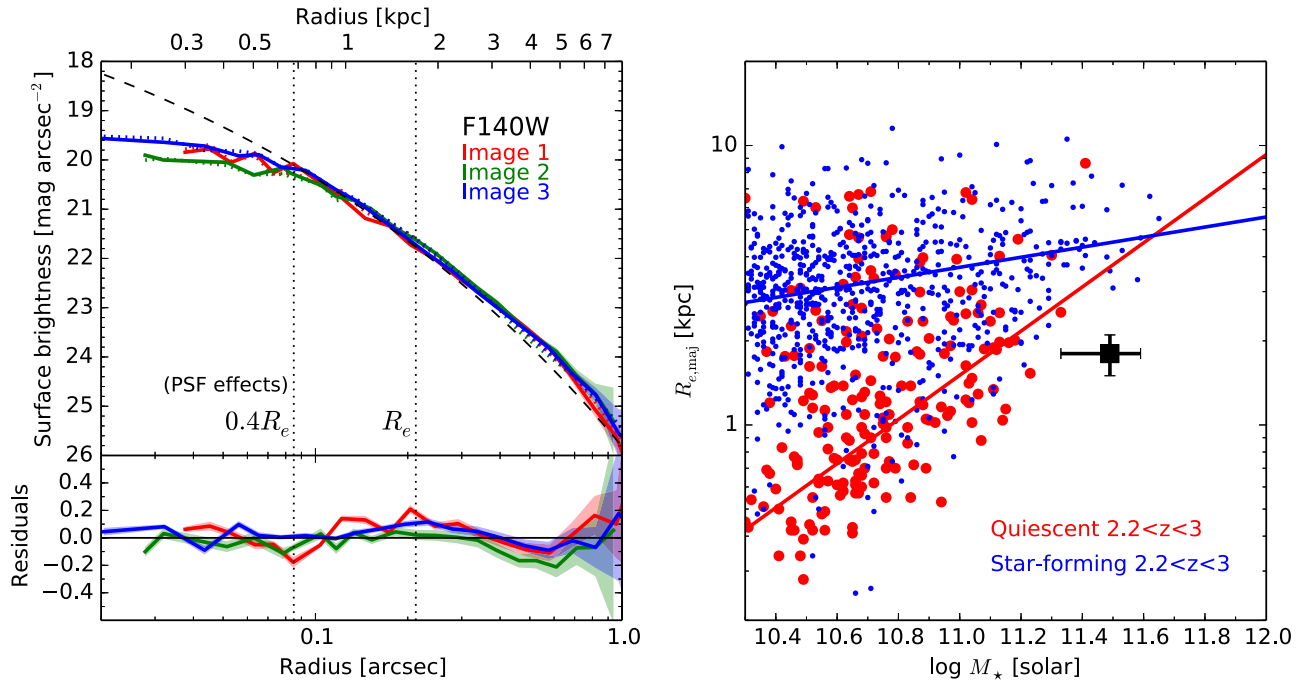 Radius [kpc]
0.3 0.5 1 2 3 4 5 6 7
Surface brightness [mag arcsec⁻²]
18
19
20
21
22
23
24
25
26
F140W
Image 1
Image 2
Image 3
(PSF effects)
0.4Rₑ Rₑ
Residuals
0.4
0.2
0.0
−0.2
−0.4
0.1 1.0
Radius [arcsec]
R_{e,maj} [kpc]
10
1
Quiescent 2.2<z<3
Star-forming 2.2<z<3
10.4 10.6 10.8 11.0 11.2 11.4 11.6 11.8 12.0
log M⋆ [solar]